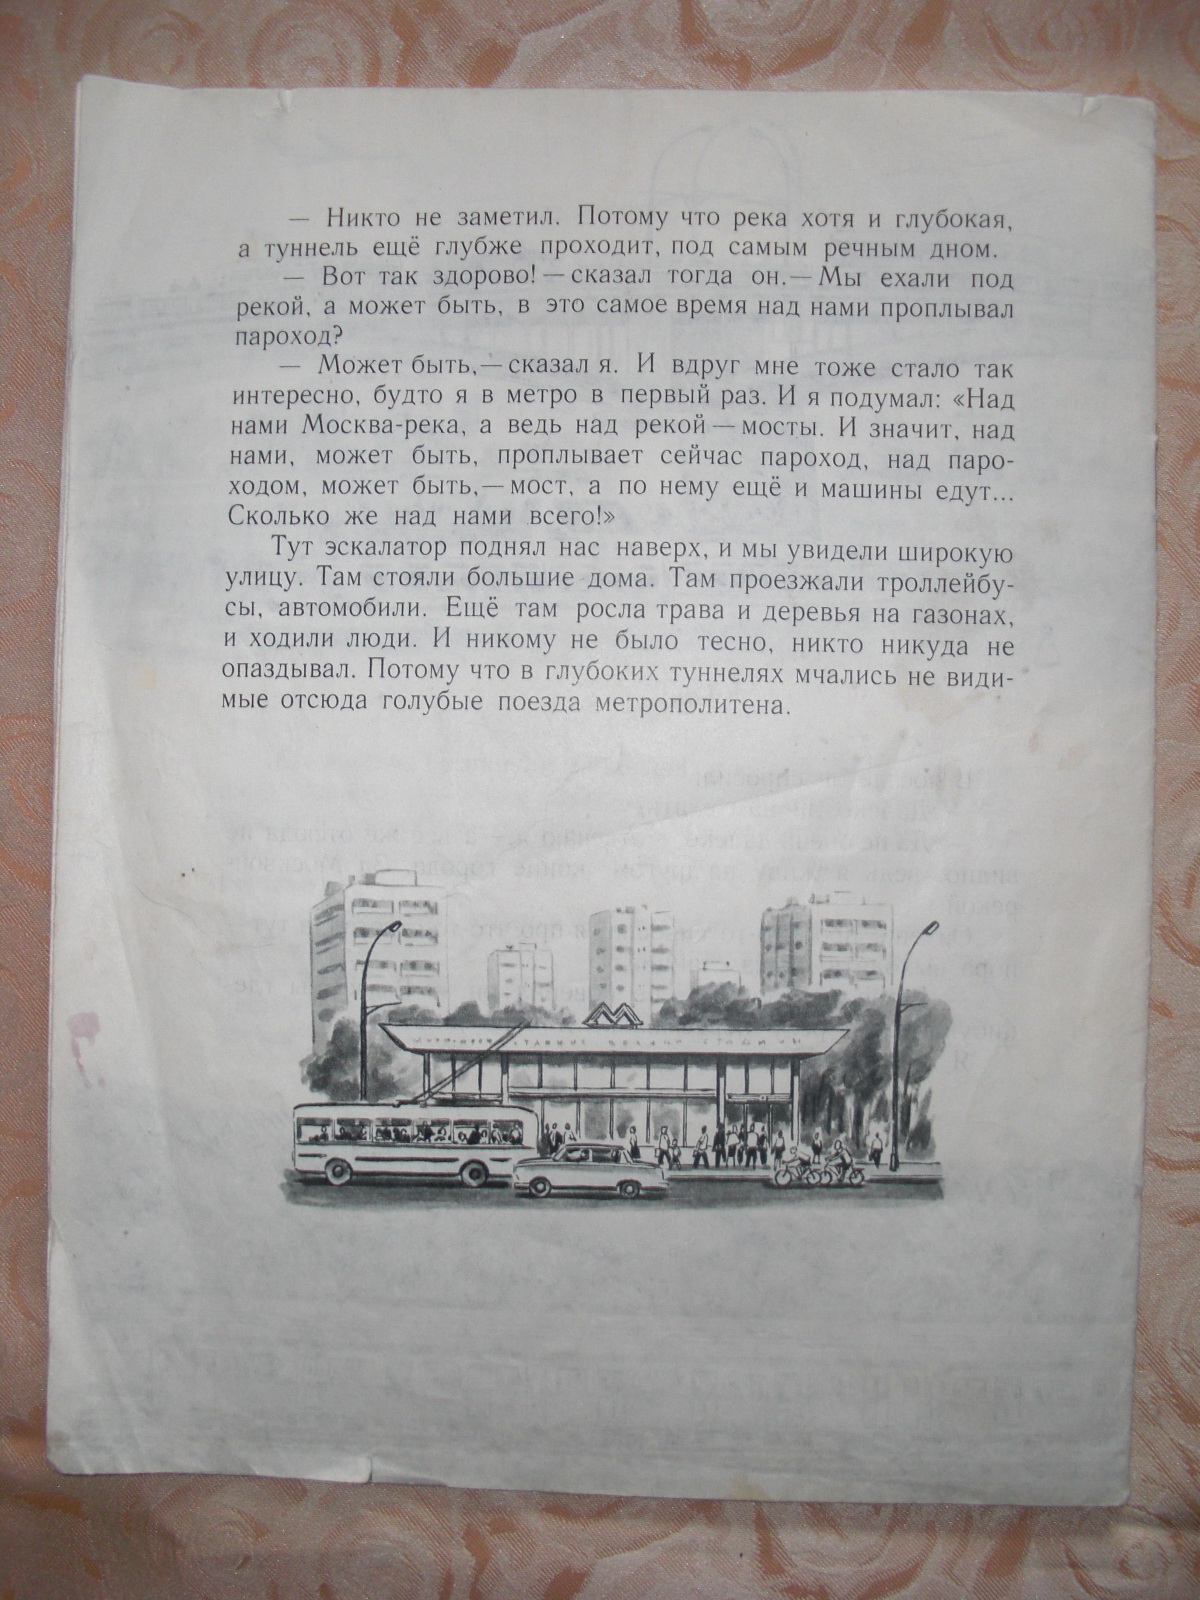 — Никто не заметил. Потому что река хотя и глубокая,
а туннель ещё глубже проходит, под самым речным дном.
— Вот так здорово! — сказал тогда он. — Мы ехали под
рекой, а может быть, в это самое время над нами проплывал
пароход?
— Может быть, — сказал я. И вдруг мне тоже стало так
интересно, будто я в метро в первый раз. И я подумал: «Над
нами Москва-река, а ведь над рекой — мосты. И значит, над
нами, может быть, проплывает сейчас пароход, над паро-
ходом, может быть, — мост, а по нему ещё и машины едут...
Сколько же над нами всего!»
Тут эскалатор поднял нас наверх, и мы увидели широкую
улицу. Там стояли большие дома. Там проезжали троллейбу-
сы, автомобили. Ещё там росла трава и деревья на газонах,
и ходили люди. И никому не было тесно, никто никуда не
опаздывал. Потому что в глубоких туннелях мчались не види-
мые отсюда голубые поезда метрополитена.
М